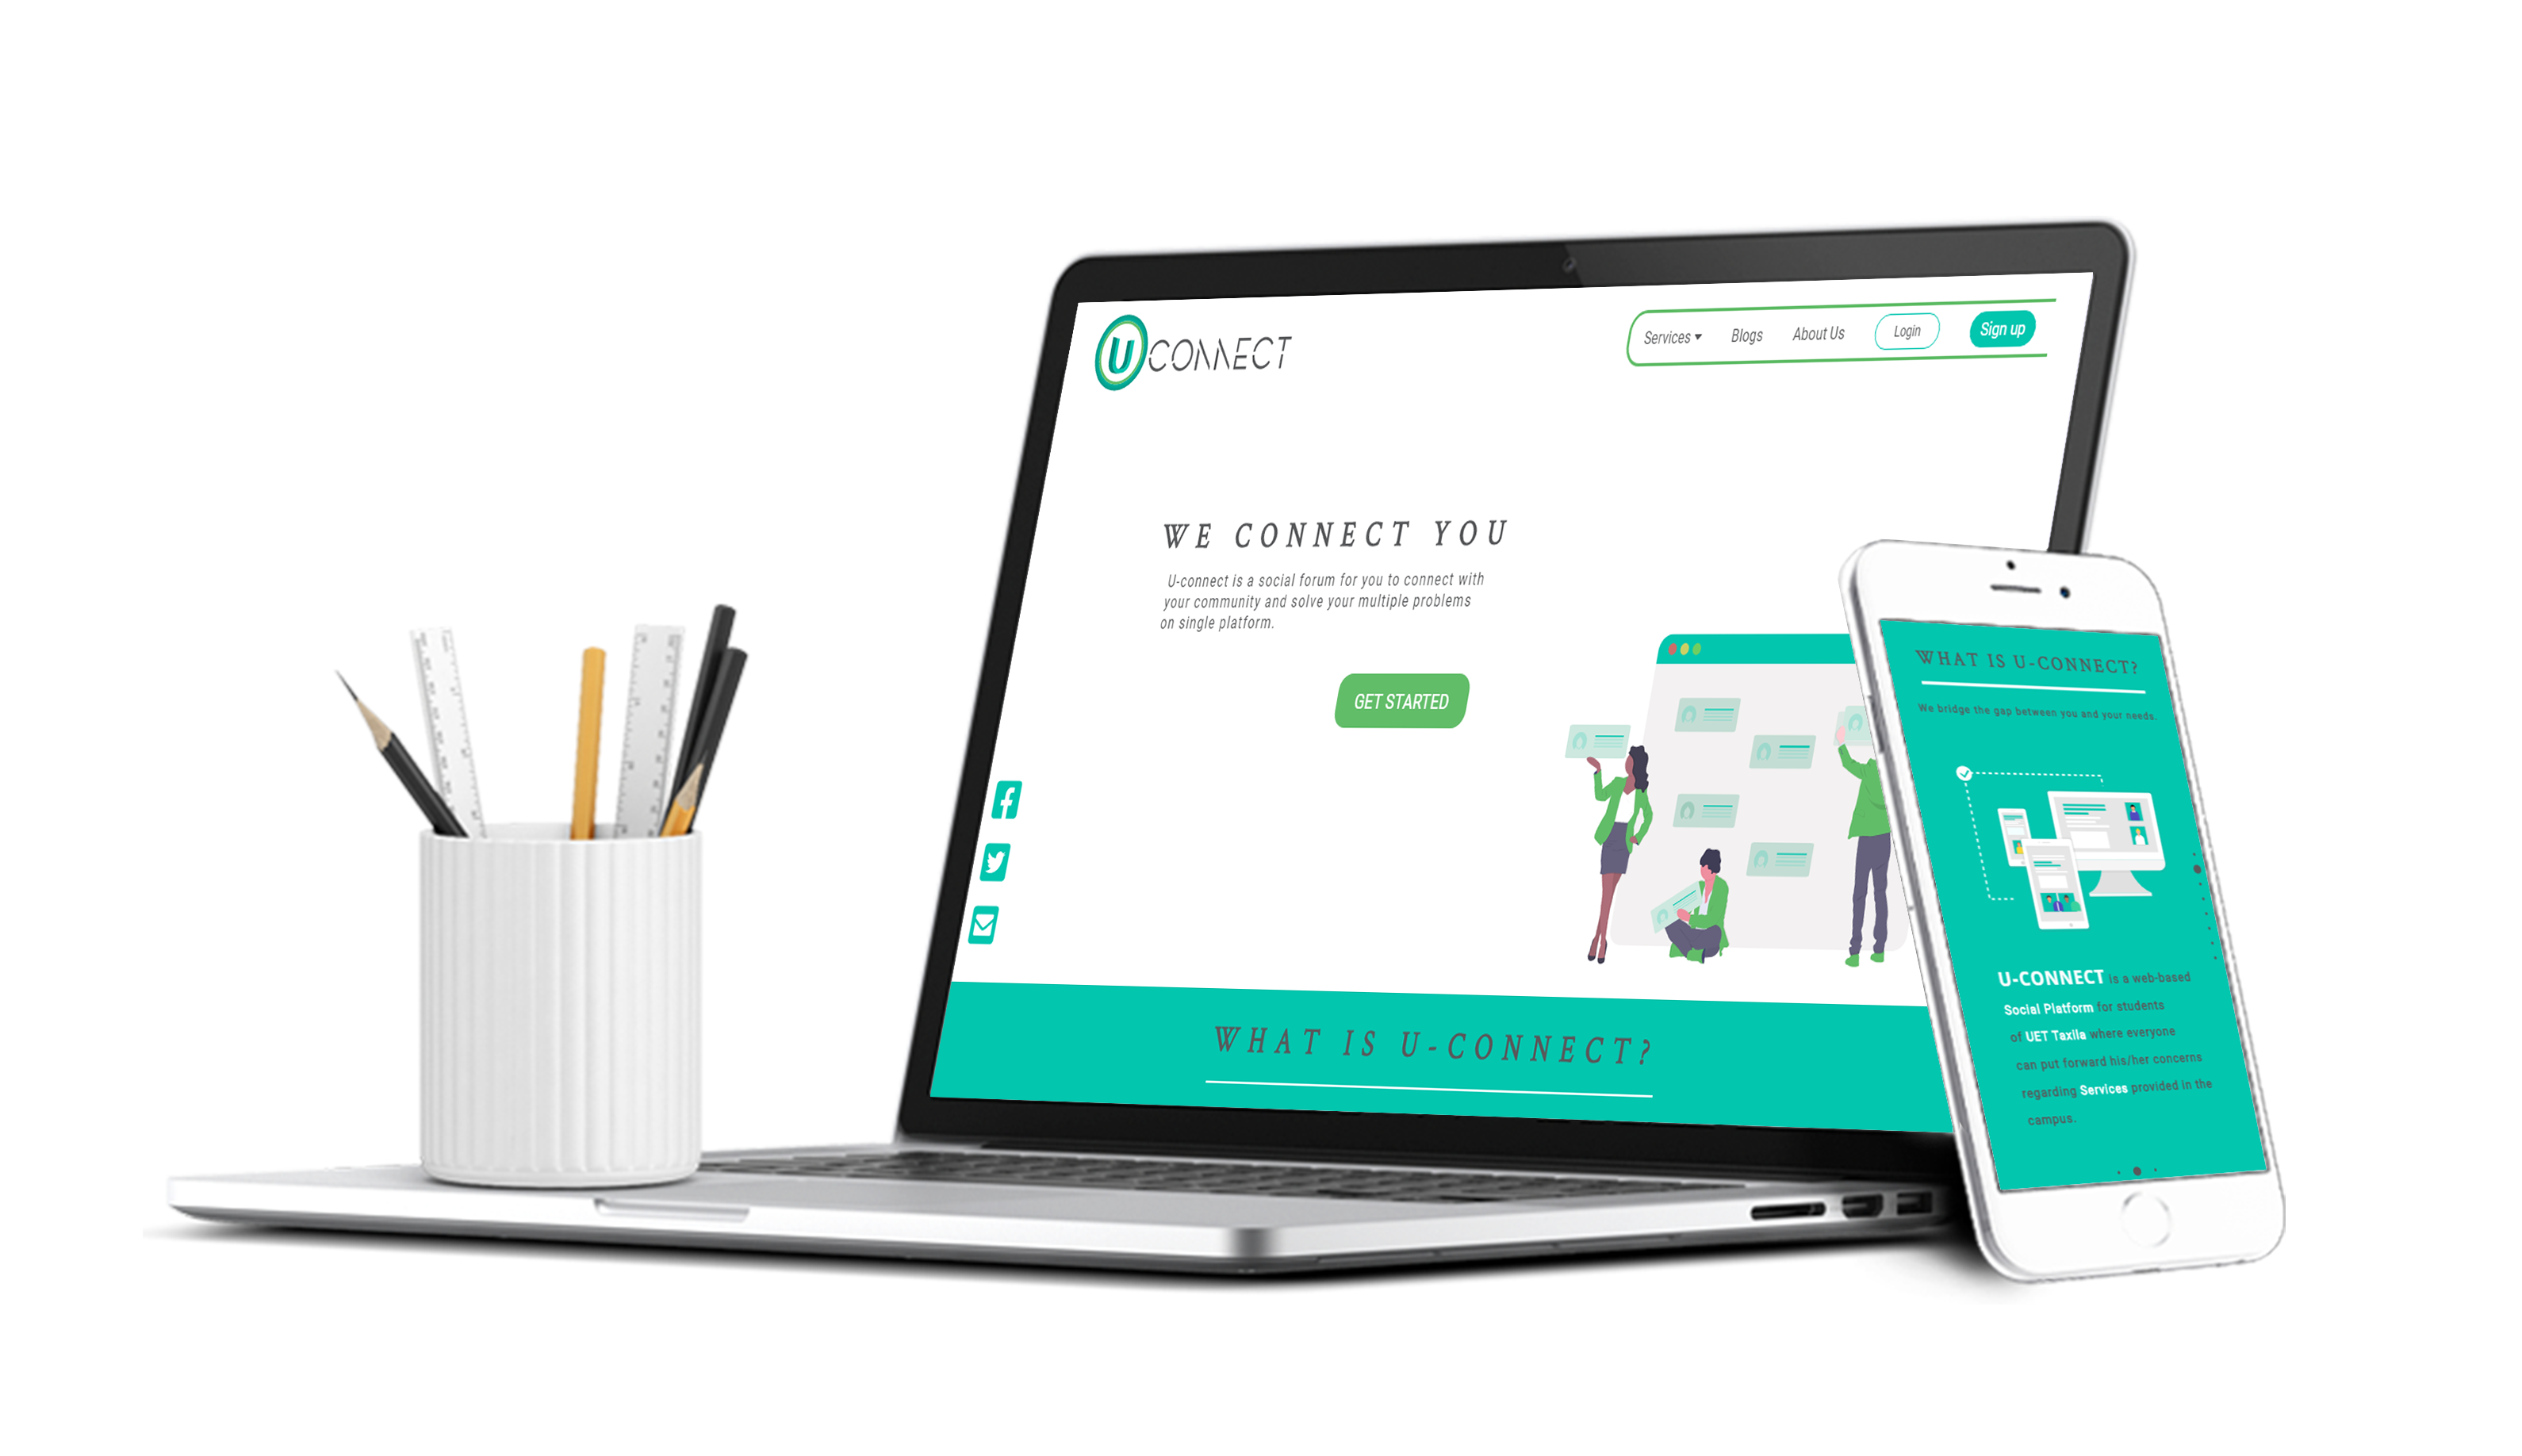 U CONNECT
Services Blogs About Us Login Sign up
WE CONNECT YOU
U-connect is a social forum for you to connect with
your community and solve your multiple problems
on single platform.
GET STARTED
WHAT IS U-CONNECT?
WHAT IS U-CONNECT?
We bridge the gap between you and your needs.
U-CONNECT is a web-based
Social Platform for students
of UET Taxila where everyone
can put forward his/her concerns
regarding Services provided in the
campus.